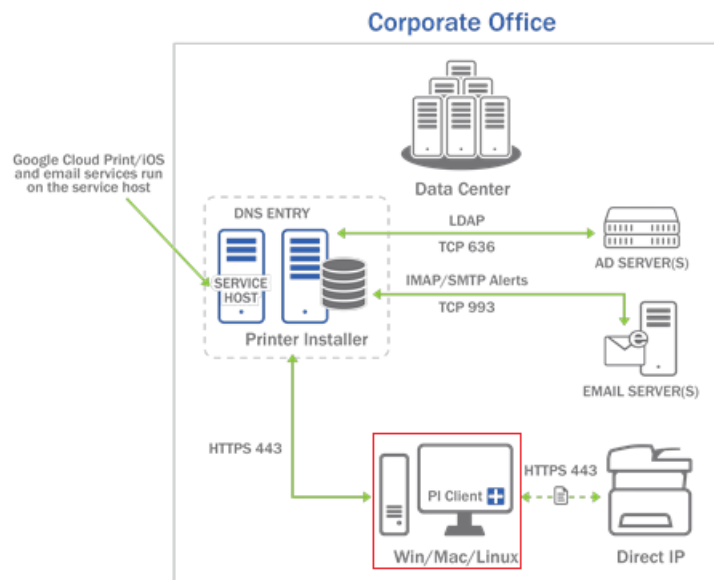 Corporate Office
Data Center
Google Cloud Print/iOS
and email services run
on the service host
DNS ENTRY
SERVICE
HOST
Printer Installer
LDAP
TCP 636
AD SERVER(S)
IMAP/SMTP Alerts
TCP 993
e
EMAIL SERVER(S)
HTTPS 443
PI Client
Win/Mac/Linux
HTTPS 443
Direct IP